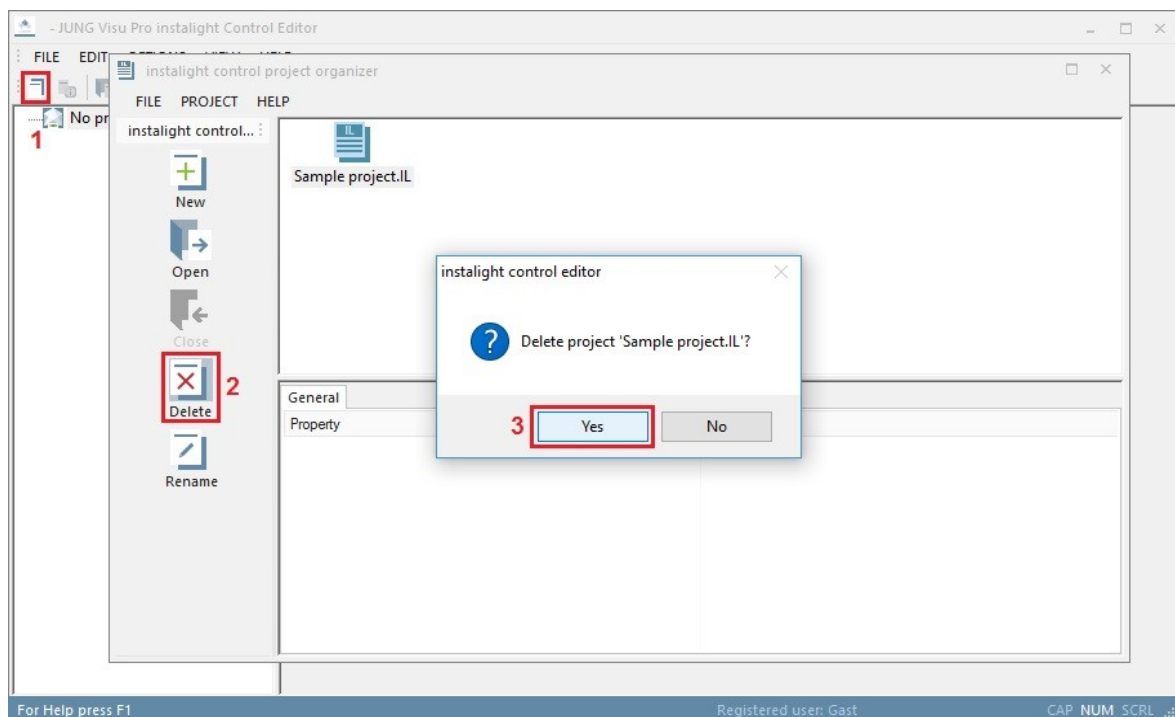 - JUNG Visu Pro instalight Control Editor
FILE EDIT
instalight control project organizer
FILE PROJECT HELP
1
No pr
instalight control...
IL
Sample project.IL
New
Open
Close
Delete
2
Rename
instalight control editor
?
Delete project 'Sample project.IL'?
3
Yes
No
General
Property
For Help press F1
Registered user: Gast
CAP NUM SCRL